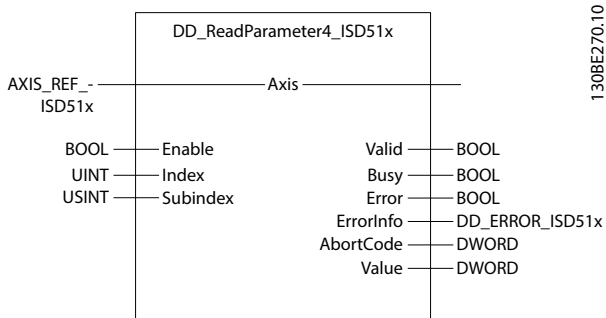 DD_ReadParameter4_ISD51x
AXIS_REF_- Axis
ISD51x
BOOL Enable Valid BOOL
UINT Index Busy BOOL
USINT Subindex Error BOOL
ErrorInfo DD_ERROR_ISD51x
AbortCode DWORD
Value DWORD
130BE270.10